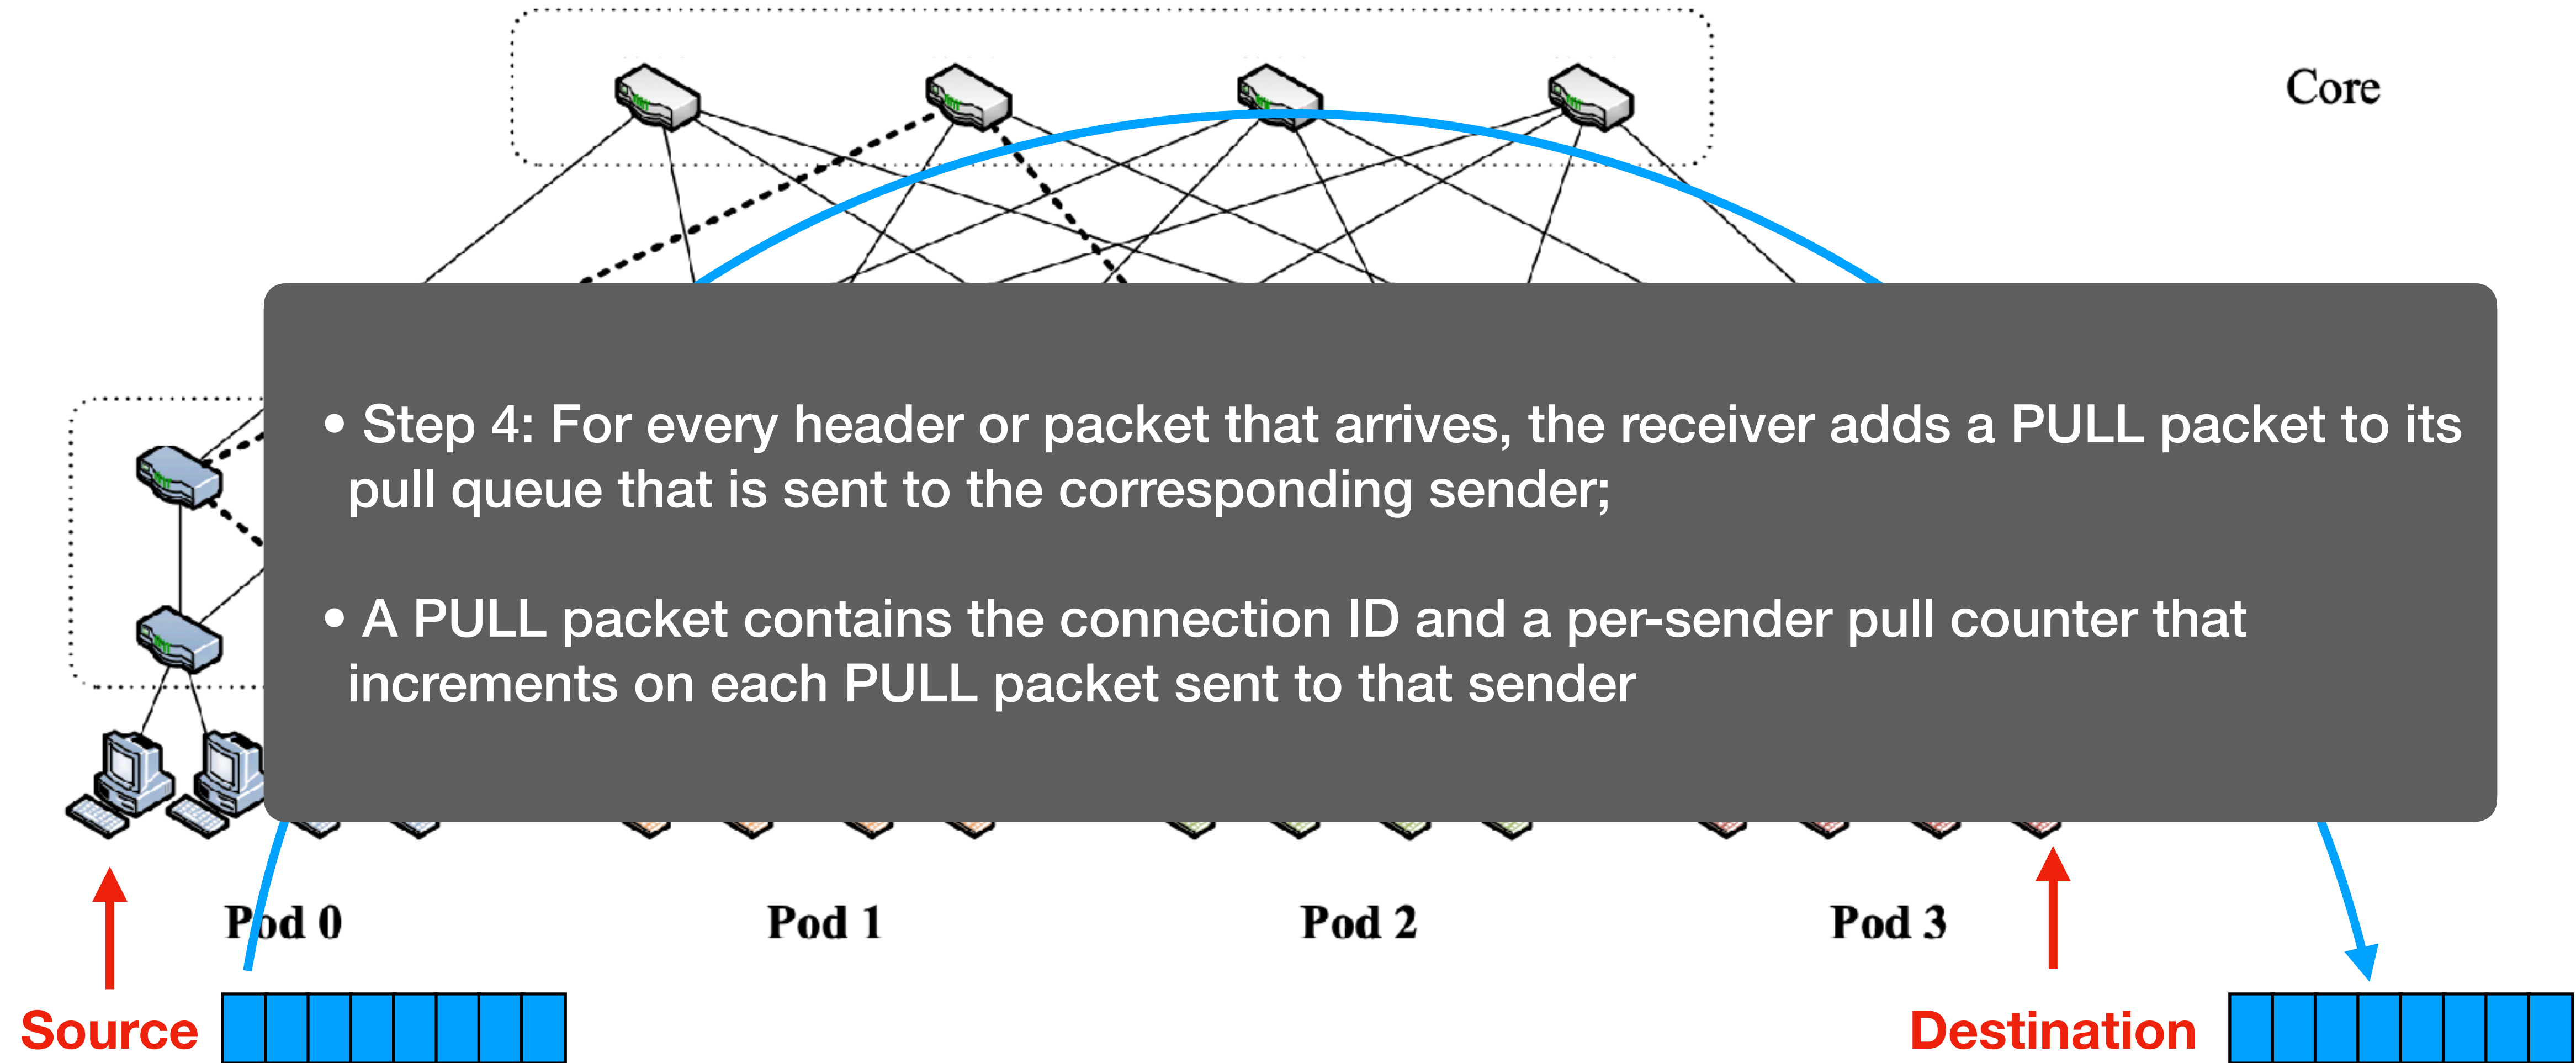 Core
• Step 4: For every header or packet that arrives, the receiver adds a PULL packet to its
pull queue that is sent to the corresponding sender;
• A PULL packet contains the connection ID and a per-sender pull counter that
increments on each PULL packet sent to that sender
Pod 0
Pod 1
Pod 2
Pod 3
Source
Destination